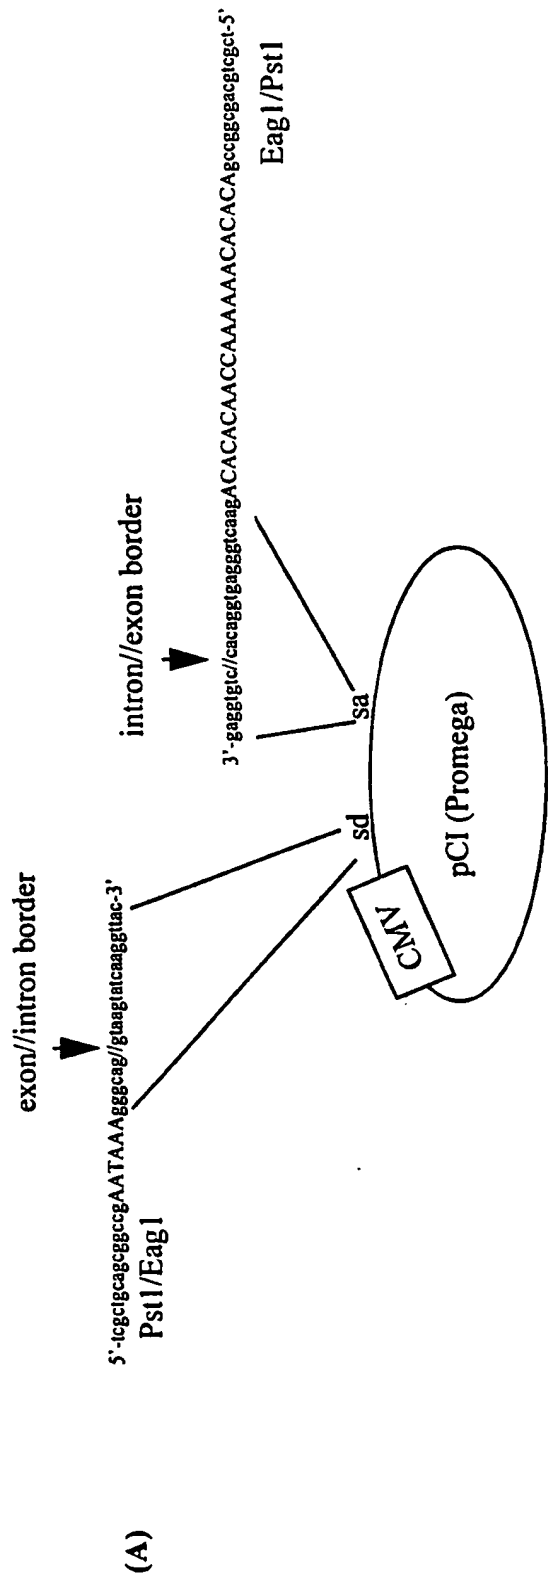 (A)
exon//intron border
5'-tcgctgcagcggccgAATAAAgggcag//gtaagtatcaaggttac-3'
Pst1/Eag1
intron//exon border
3'-gaggtgtc//cacaggtgagggtcaagACACACAACCAAAAAACACACAgccggcgacgtcgct-5'
Eag1/Pst1
sd
sa
CMV
pCI (Promega)